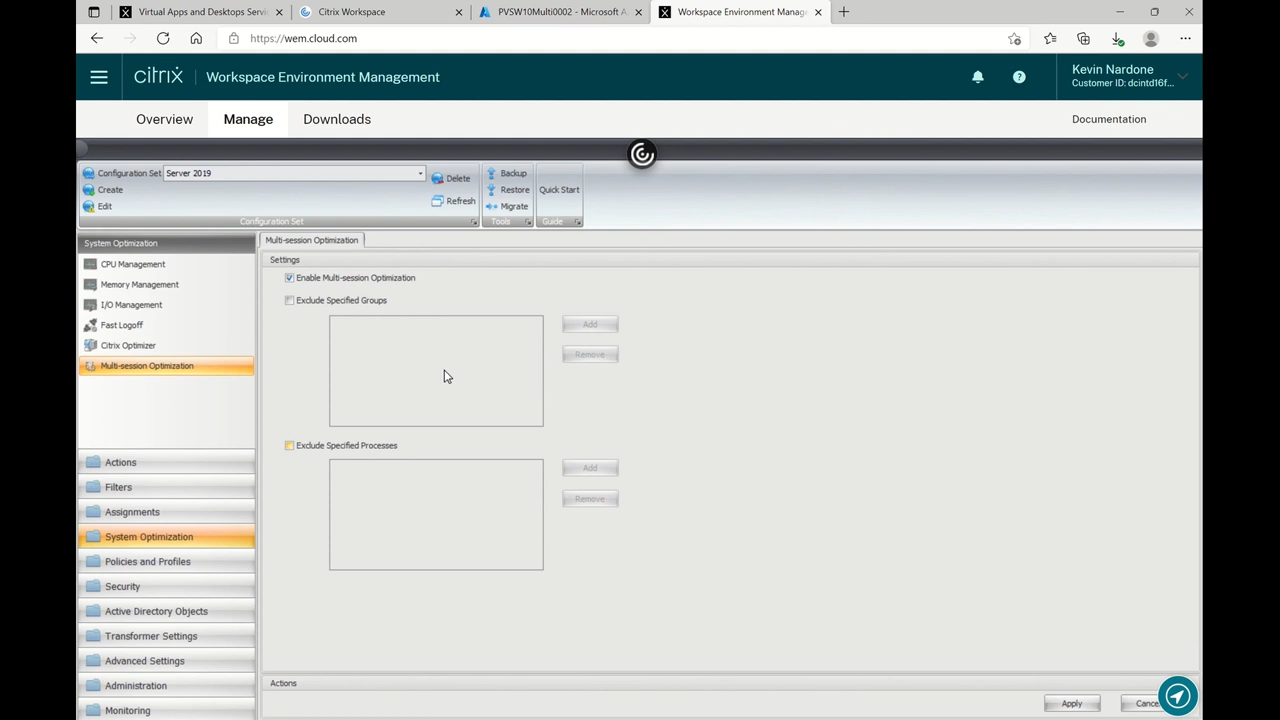 Virtual Apps and Desktops Servi
Citrix Workspace
PVSW10Multi0002 - Microsoft A
Workspace Environment Manag
https://wem.cloud.com
citrix
Workspace Environment Management
Kevin Nardone
Customer ID: dcintd16f...
Overview
Manage
Downloads
Documentation
Configuration Set
Server 2019
Create
Edit
Delete
Refresh
Configuration Set
Backup
Restore
Migrate
Tools
Quick Start
Guide
System Optimization
CPU Management
Memory Management
I/O Management
Fast Logoff
Citrix Optimizer
Multi-session Optimization
Actions
Filters
Assignments
System Optimization
Policies and Profiles
Security
Active Directory Objects
Transformer Settings
Advanced Settings
Administration
Monitoring
Multi-session Optimization
Settings
Enable Multi-session Optimization
Exclude Specified Groups
Add
Remove
Exclude Specified Processes
Add
Remove
Actions
Apply
Cance